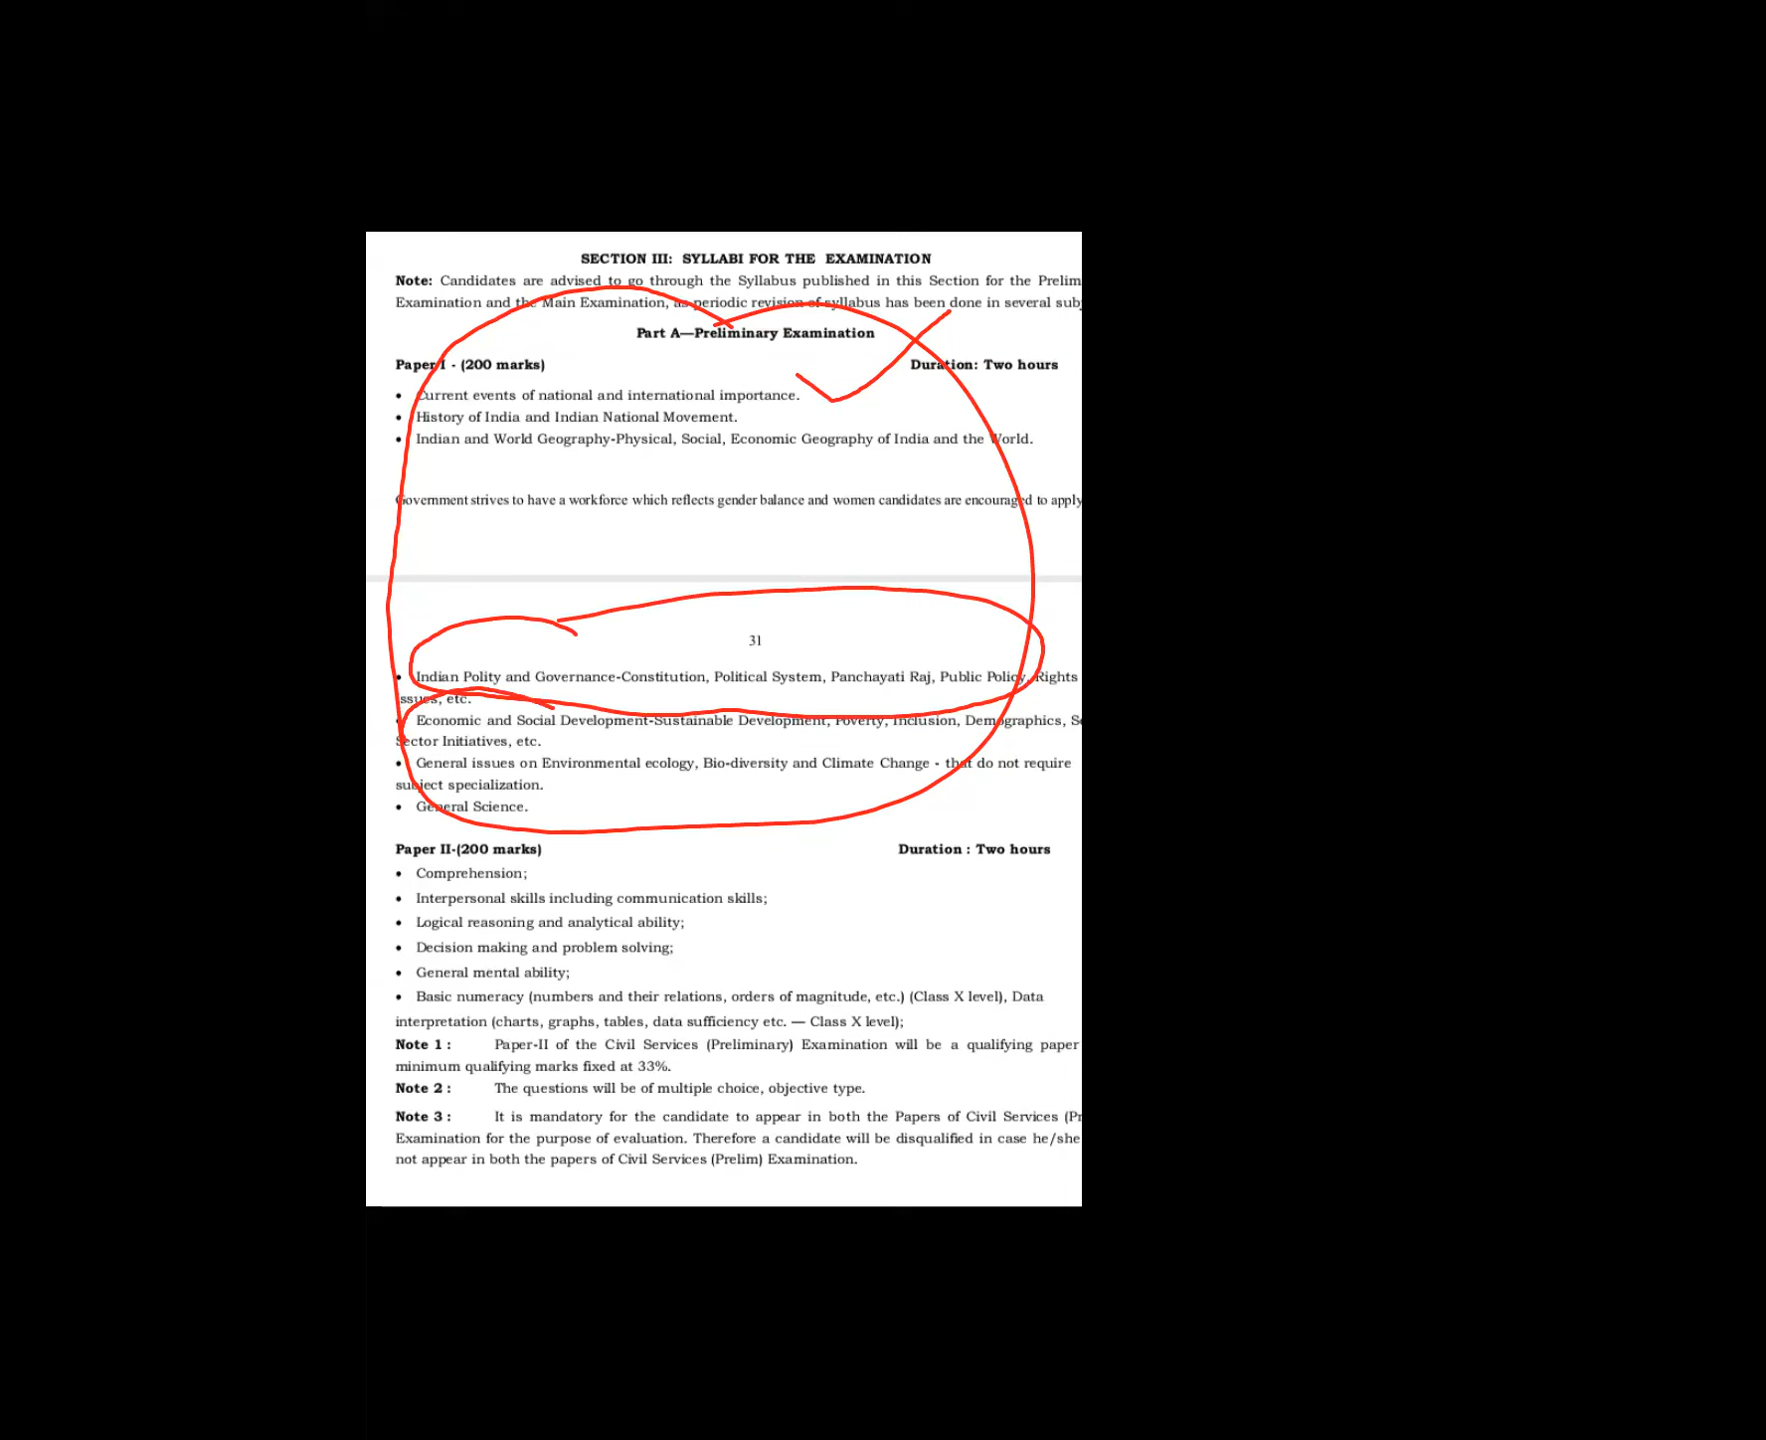 SECTION III: SYLLABI FOR THE EXAMINATION
Note: Candidates are advised to go through the Syllabus published in this Section for the Prelim
Examination and the Main Examination, as periodic revision of syllabus has been done in several sub
Part A—Preliminary Examination
Paper I - (200 marks) Duration: Two hours
• Current events of national and international importance.
• History of India and Indian National Movement.
• Indian and World Geography-Physical, Social, Economic Geography of India and the World.
Government strives to have a workforce which reflects gender balance and women candidates are encouraged to apply
31
• Indian Polity and Governance-Constitution, Political System, Panchayati Raj, Public Policy, Rights
Issues, etc.
• Economic and Social Development-Sustainable Development, Poverty, Inclusion, Demographics, S
Sector Initiatives, etc.
• General issues on Environmental ecology, Bio-diversity and Climate Change - that do not require
subject specialization.
• General Science.
Paper II-(200 marks) Duration : Two hours
• Comprehension;
• Interpersonal skills including communication skills;
• Logical reasoning and analytical ability;
• Decision making and problem solving;
• General mental ability;
• Basic numeracy (numbers and their relations, orders of magnitude, etc.) (Class X level), Data
interpretation (charts, graphs, tables, data sufficiency etc. — Class X level);
Note 1 : Paper-II of the Civil Services (Preliminary) Examination will be a qualifying paper
minimum qualifying marks fixed at 33%.
Note 2 : The questions will be of multiple choice, objective type.
Note 3 : It is mandatory for the candidate to appear in both the Papers of Civil Services (Pr
Examination for the purpose of evaluation. Therefore a candidate will be disqualified in case he/she
not appear in both the papers of Civil Services (Prelim) Examination.